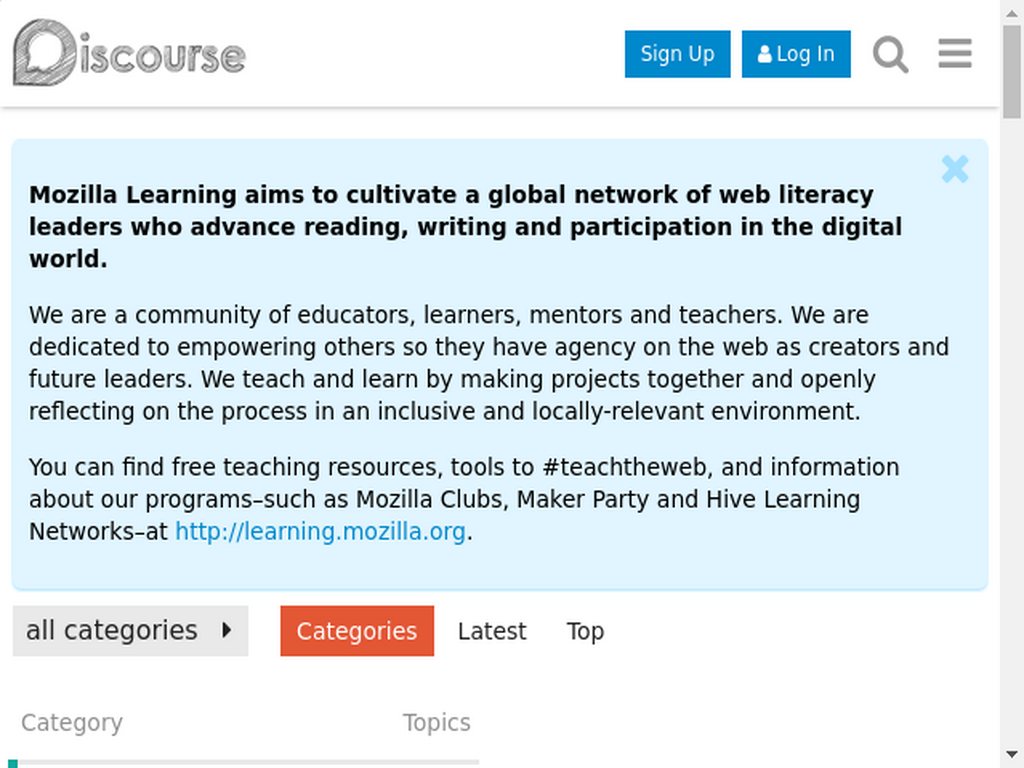 Discourse
Sign Up
Log In
Mozilla Learning aims to cultivate a global network of web literacy
leaders who advance reading, writing and participation in the digital
world.
We are a community of educators, learners, mentors and teachers. We are
dedicated to empowering others so they have agency on the web as creators and
future leaders. We teach and learn by making projects together and openly
reflecting on the process in an inclusive and locally-relevant environment.
You can find free teaching resources, tools to #teachtheweb, and information
about our programs–such as Mozilla Clubs, Maker Party and Hive Learning
Networks–at http://learning.mozilla.org.
all categories
Categories
Latest
Top
Category
Topics